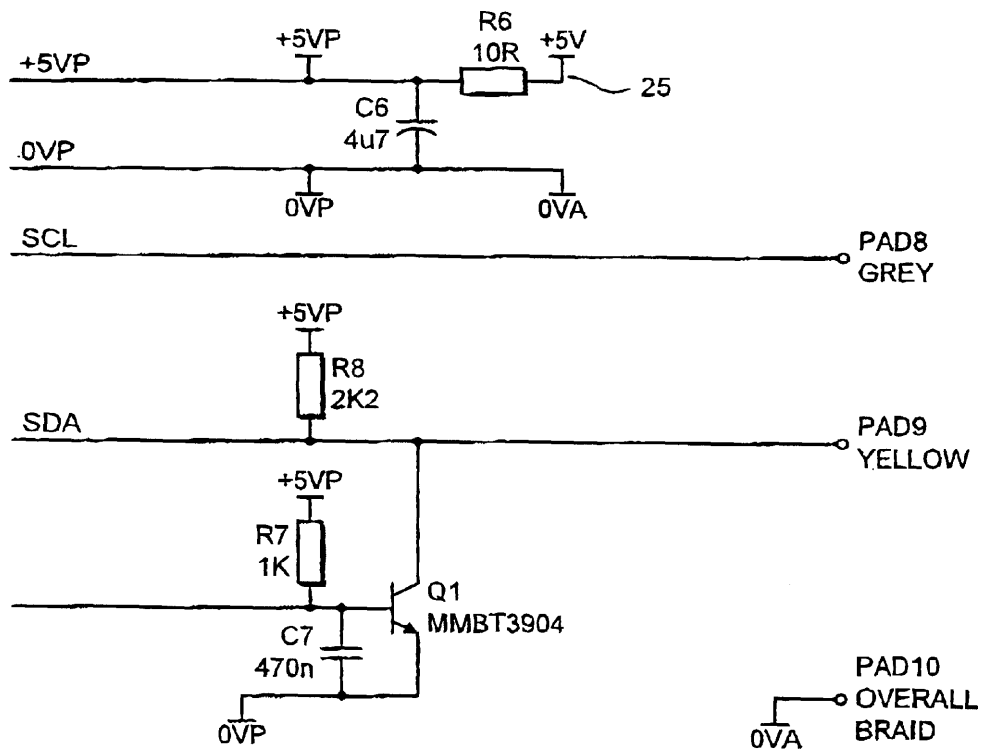 R6
10R
+5VP
+5V
+5VP
25
C6
4u7
0VP
0VP
0VA
SCL
PAD8
GREY
+5VP
R8
2K2
SDA
PAD9
YELLOW
+5VP
R7
1K
Q1
MMBT3904
C7
470n
0VP
PAD10
OVERALL
BRAID
0VA